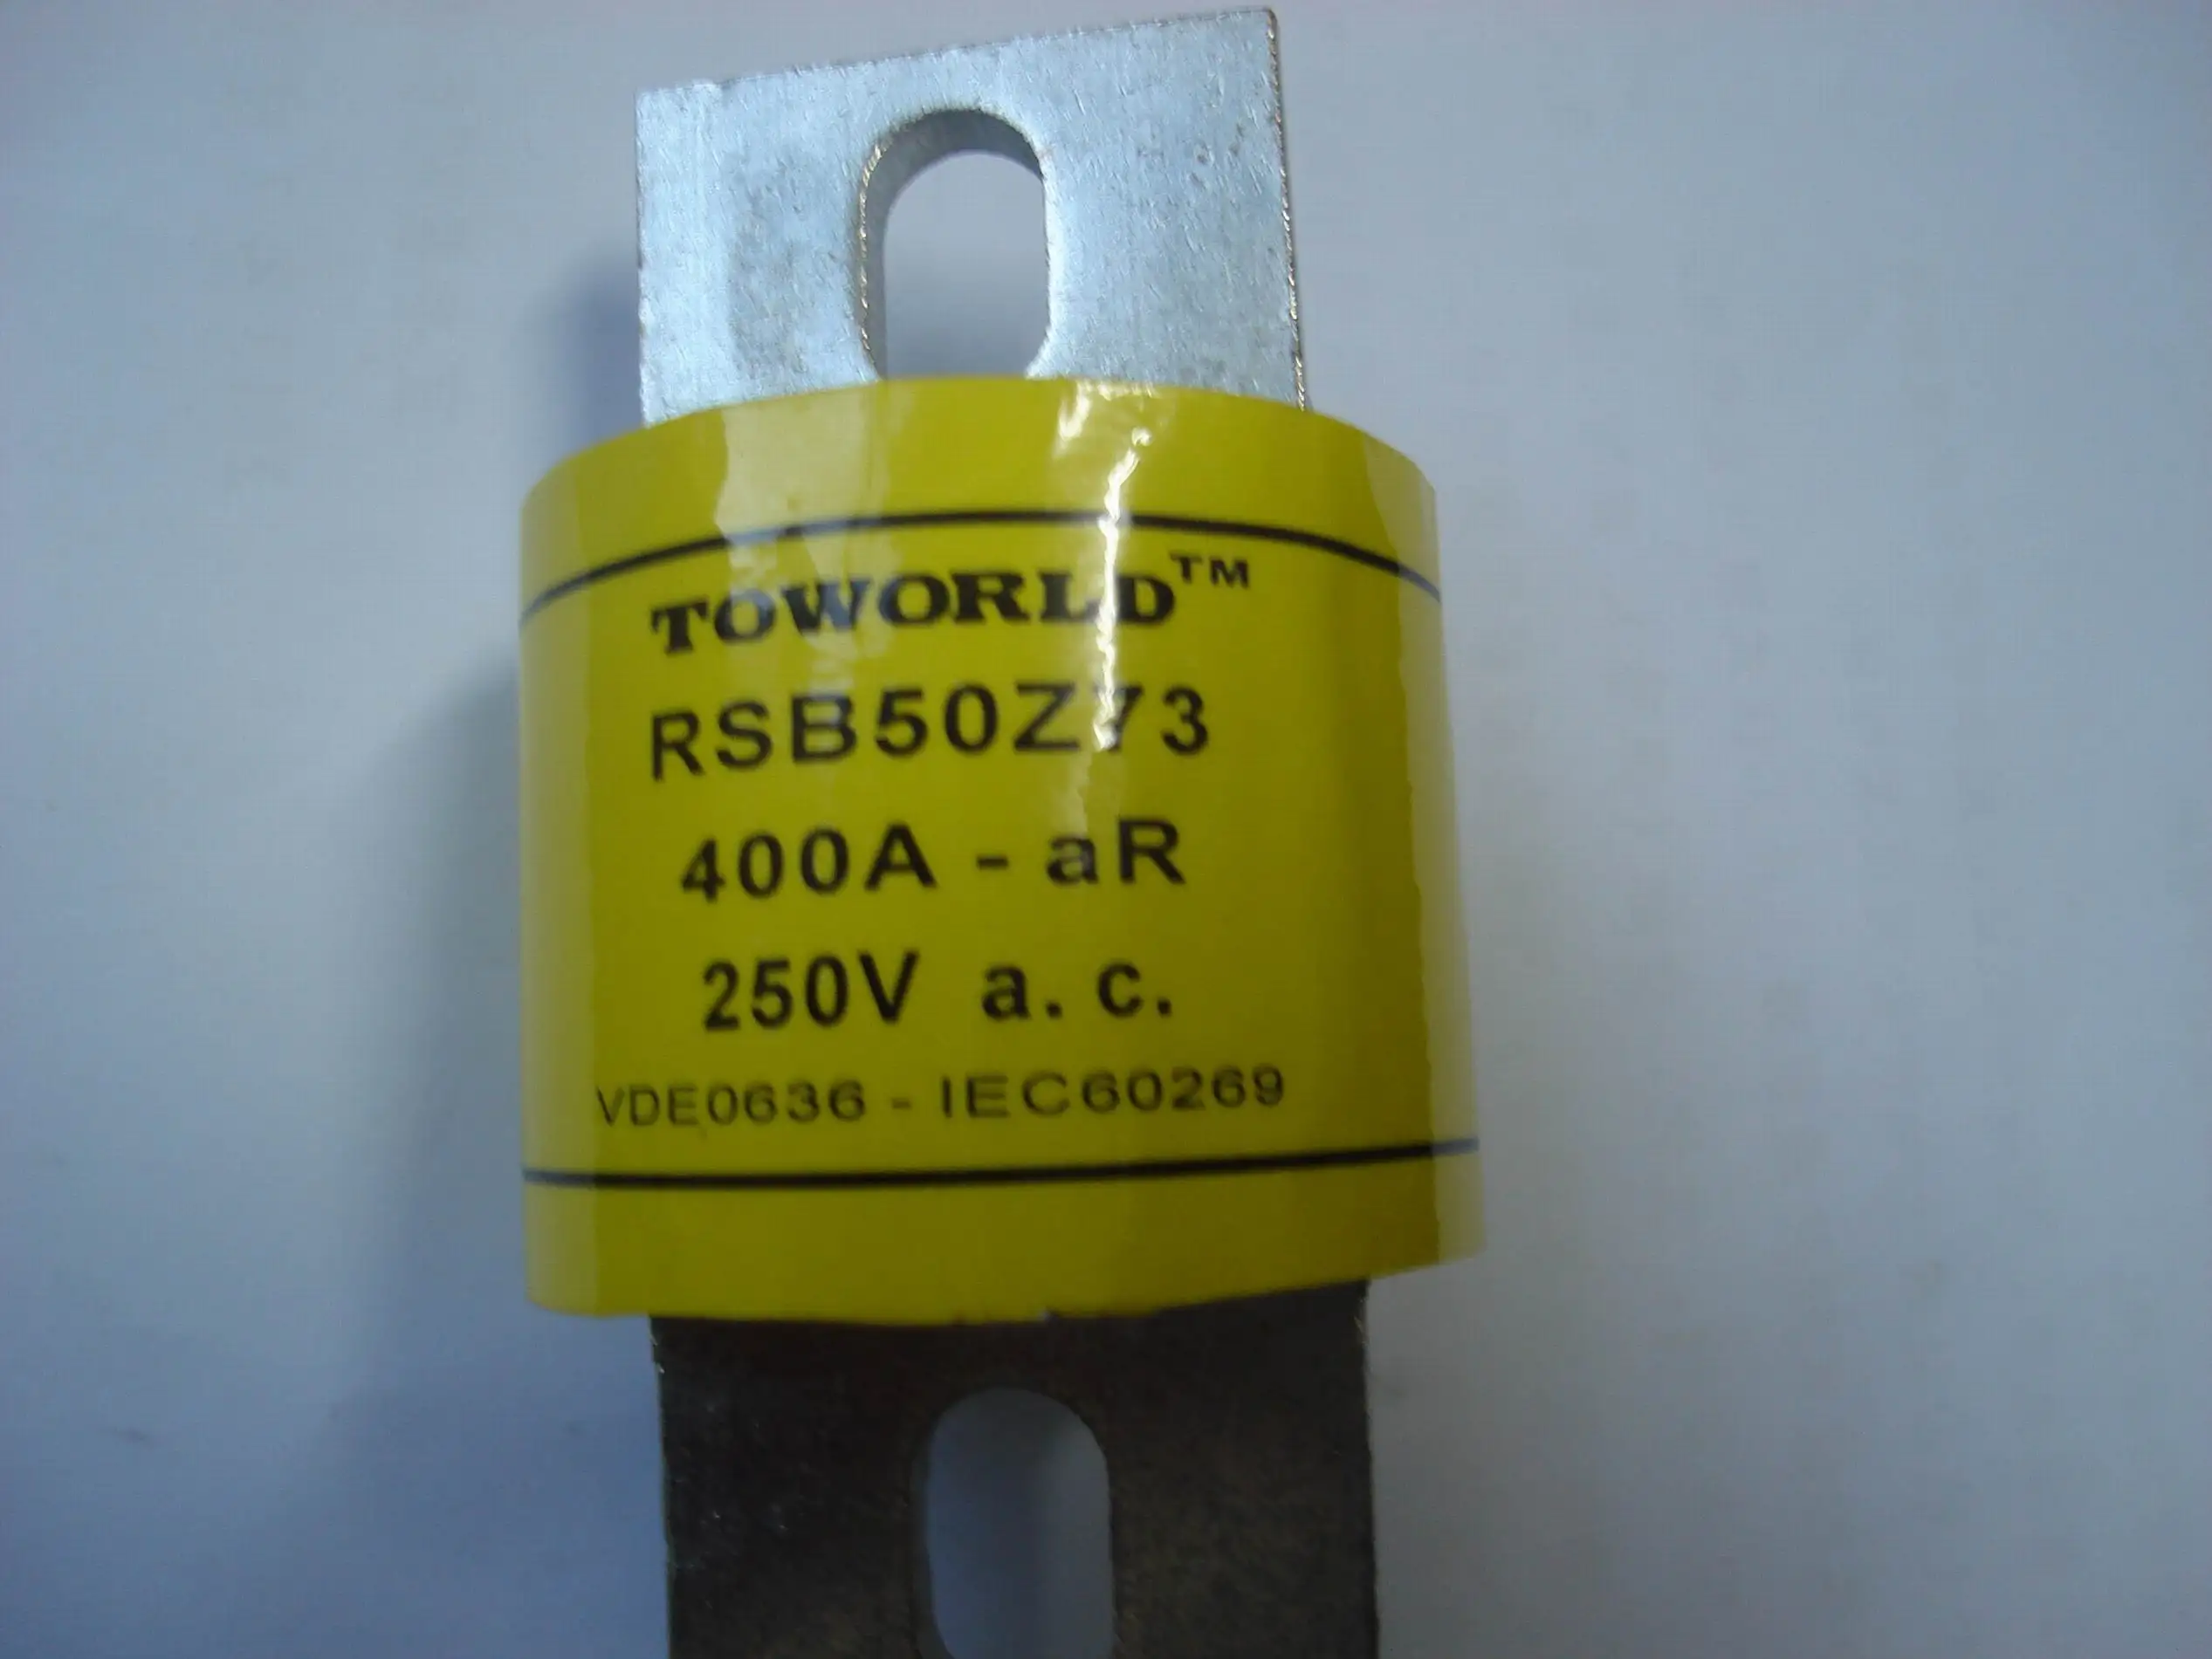 TOWORLD™
RSB50Z73
400A - aR
250V a.c.
VDE0636 - IEC60269